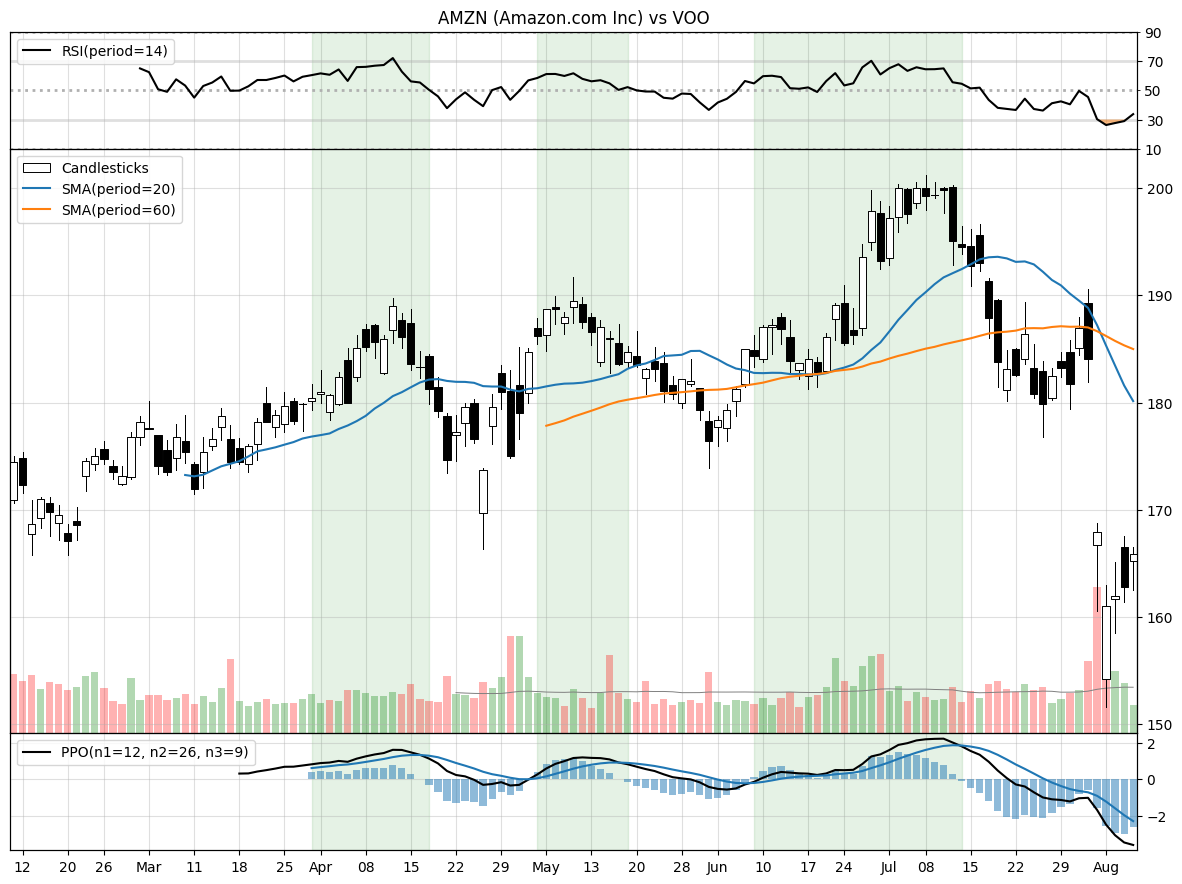 AMZN (Amazon.com Inc) vs VOO
RSI(period=14)
90
70
50
30
10
Candlesticks
SMA(period=20)
SMA(period=60)
200
190
180
170
160
150
PPO(n1=12, n2=26, n3=9)
2
0
−2
12 20 26 Mar 11 18 25 Apr 08 15 22 29 May 13 20 28 Jun 10 17 24 Jul 08 15 22 29 Aug